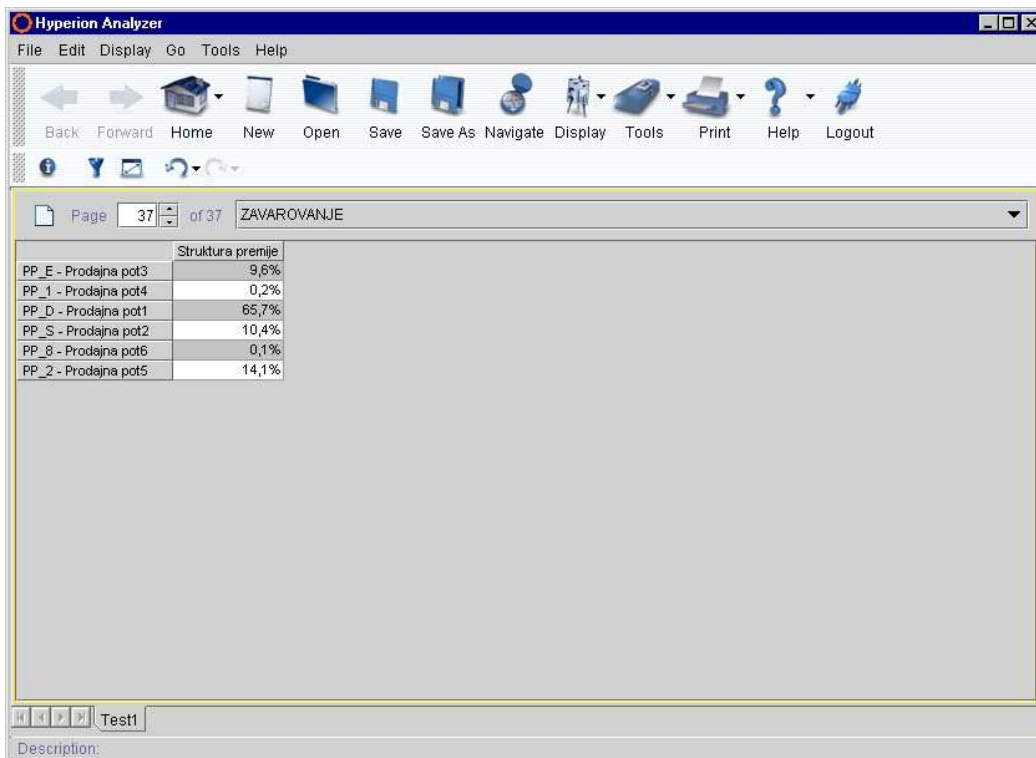 Hyperion Analyzer
File Edit Display Go Tools Help
Back Forward Home New Open Save Save As Navigate Display Tools Print Help Logout
Page 37 of 37 ZAVAROVANJE
Struktura premije
PP_E - Prodajna pot3 9,6%
PP_1 - Prodajna pot4 0,2%
PP_D - Prodajna pot1 65,7%
PP_S - Prodajna pot2 10,4%
PP_8 - Prodajna pot6 0,1%
PP_2 - Prodajna pot5 14,1%
Test1
Description: